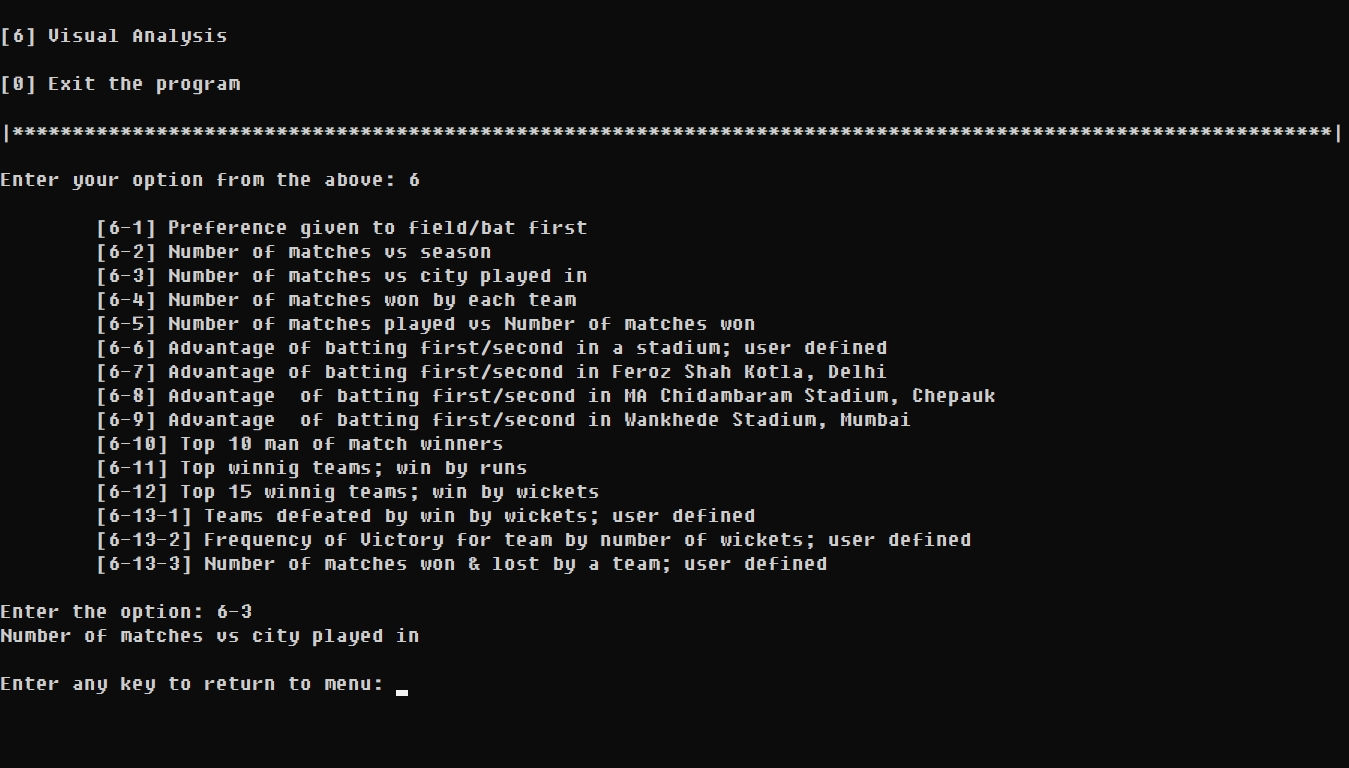 [6] Visual Analysis
[0] Exit the program
|**************************************************************************************************************|
Enter your option from the above: 6
[6-1] Preference given to field/bat first
[6-2] Number of matches vs season
[6-3] Number of matches vs city played in
[6-4] Number of matches won by each team
[6-5] Number of matches played vs Number of matches won
[6-6] Advantage of batting first/second in a stadium; user defined
[6-7] Advantage of batting first/second in Feroz Shah Kotla, Delhi
[6-8] Advantage  of batting first/second in MA Chidambaram Stadium, Chepauk
[6-9] Advantage  of batting first/second in Wankhede Stadium, Mumbai
[6-10] Top 10 man of match winners
[6-11] Top winnig teams; win by runs
[6-12] Top 15 winnig teams; win by wickets
[6-13-1] Teams defeated by win by wickets; user defined
[6-13-2] Frequency of Victory for team by number of wickets; user defined
[6-13-3] Number of matches won & lost by a team; user defined
Enter the option: 6-3
Number of matches vs city played in
Enter any key to return to menu: